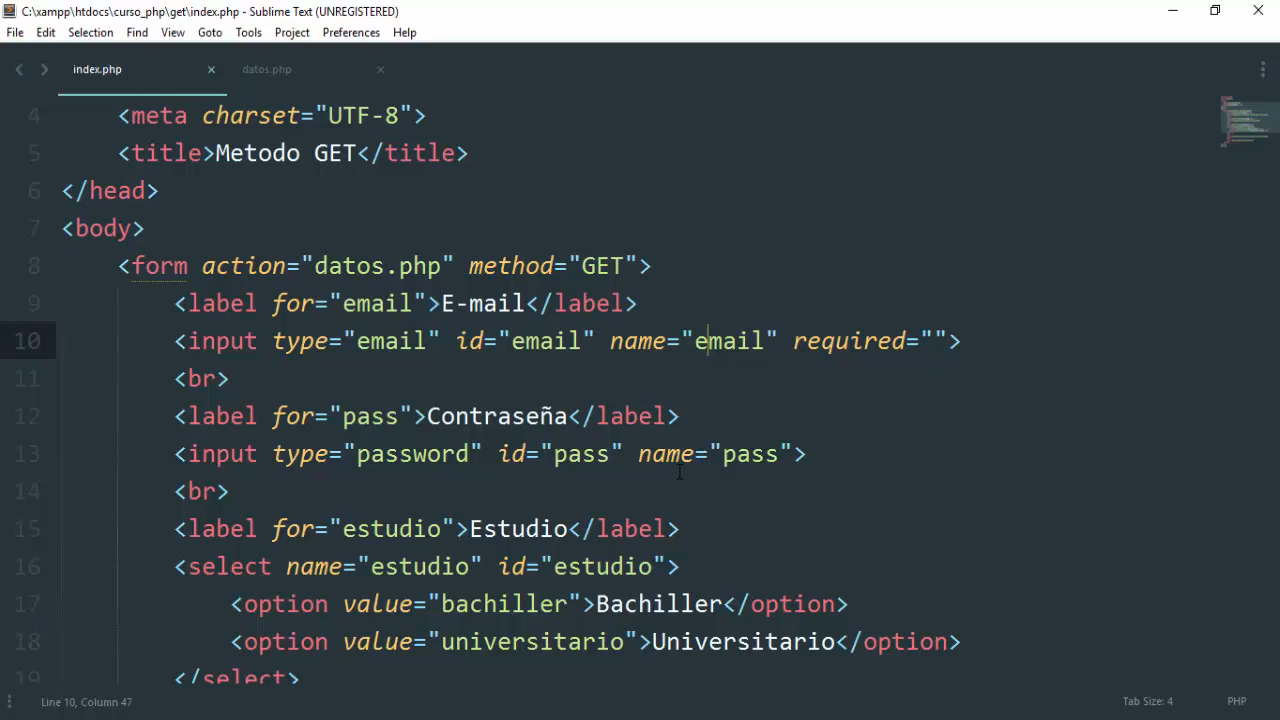 C:\xampp\htdocs\curso_php\get\index.php - Sublime Text (UNREGISTERED)
File Edit Selection Find View Goto Tools Project Preferences Help
index.php × datos.php ×
4 <meta charset="UTF-8">
5 <title>Metodo GET</title>
6 </head>
7 <body>
8 <form action="datos.php" method="GET">
9 <label for="email">E-mail</label>
10 <input type="email" id="email" name="email" required="">
11 <br>
12 <label for="pass">Contraseña</label>
13 <input type="password" id="pass" name="pass">
14 <br>
15 <label for="estudio">Estudio</label>
16 <select name="estudio" id="estudio">
17 <option value="bachiller">Bachiller</option>
18 <option value="universitario">Universitario</option>
19 </select>
Line 10, Column 47 Tab Size: 4 PHP